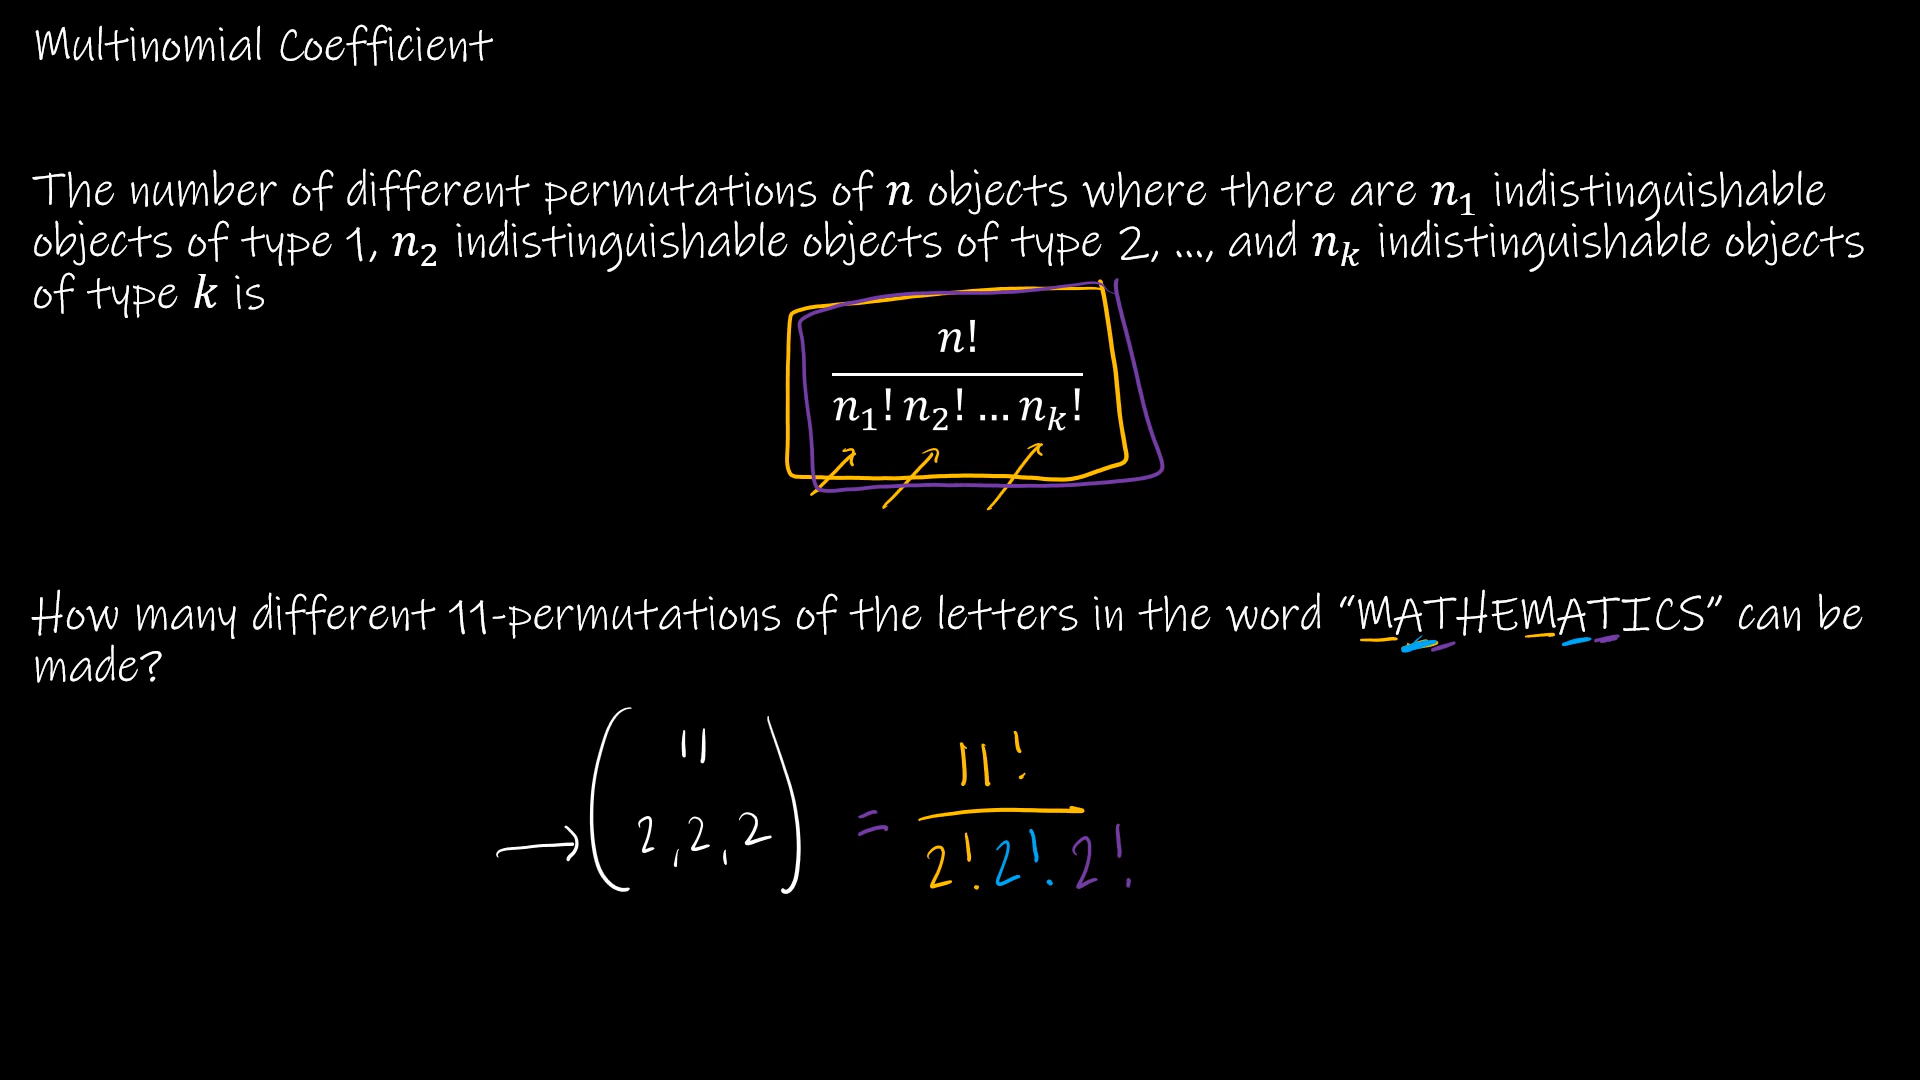 Multinomial Coefficient
The number of different permutations of n objects where there are n₁ indistinguishable
objects of type 1, n₂ indistinguishable objects of type 2, ..., and nₖ indistinguishable objects
of type k is
n!
n₁! n₂! ... nₖ!
How many different 11-permutations of the letters in the word “MATHEMATICS” can be
made?
→ ( 11 2, 2, 2 ) = 11! / 2! 2! 2!